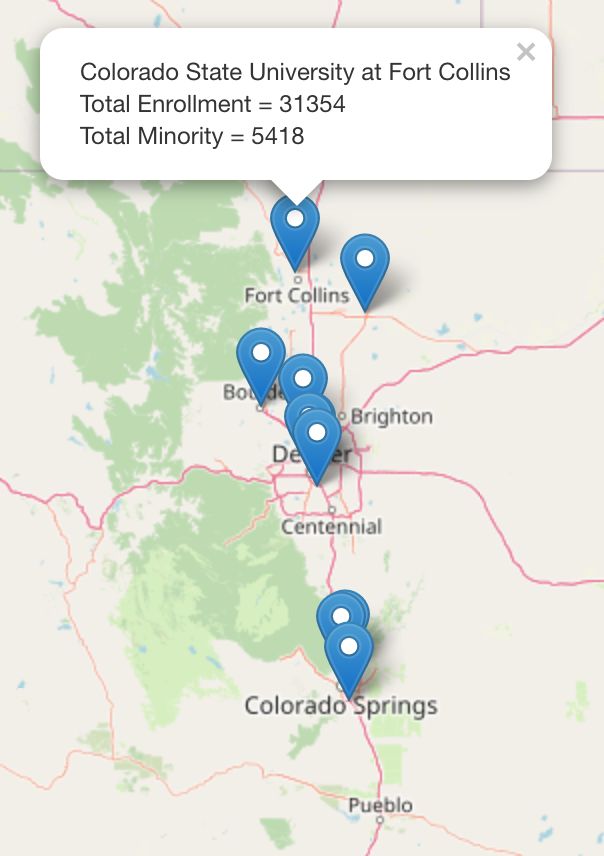 Colorado State University at Fort Collins
Total Enrollment = 31354
Total Minority = 5418
×
Fort Collins
Brighton
Centennial
Colorado Springs
Pueblo